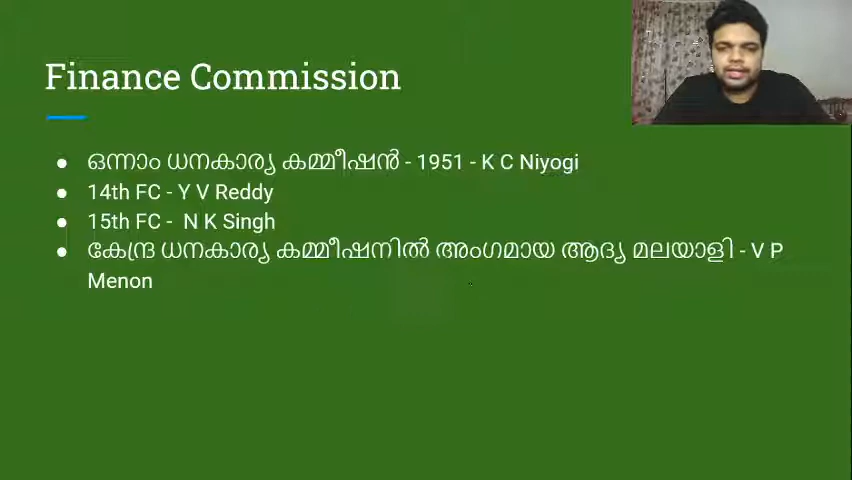 Finance Commission
ഒന്നാം ധനകാര്യ കമ്മീഷൻ - 1951 - K C Niyogi
14th FC - Y V Reddy
15th FC - N K Singh
കേന്ദ്ര ധനകാര്യ കമ്മീഷനിൽ അംഗമായ ആദ്യ മലയാളി - V P
Menon